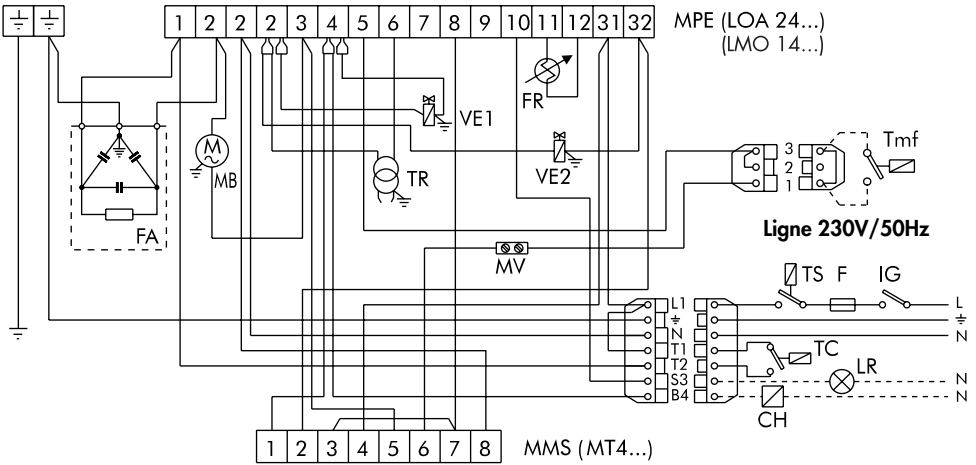 1 2 2 2 3 4 5 6 7 8 9 10 11 12 31 32 MPE (LOA 24...)
(LMO 14...)
FR
VE1
M
MB
TR
VE2
3
2
1
Tmf
FA
Ligne 230V/50Hz
MV
TS F IG
L1 L
N N
T1
TC
T2
LR
S3 N
B4 N
CH
1 2 3 4 5 6 7 8 MMS (MT4...)